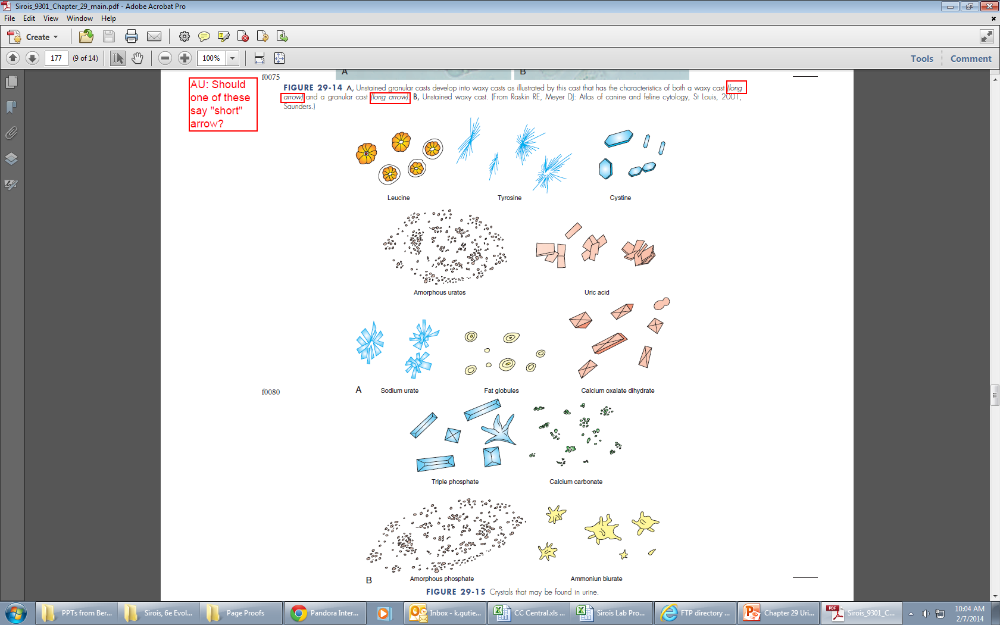 Sirois_9301_Chapter_29_main.pdf - Adobe Acrobat Pro
File Edit View Window Help
Create
177 (9 of 14) 100% Tools Comment
f0075 A B
AU: Should
one of these
say "short"
arrow?
FIGURE 29-14 A, Unstained granular casts develop into waxy casts as illustrated by this cast that has the characteristics of both a waxy cast (long
arrow) and a granular cast (long arrow). B, Unstained waxy cast. (From Raskin RE, Meyer DJ: Atlas of canine and feline cytology, St Louis, 2001,
Saunders.)
Leucine Tyrosine Cystine
Amorphous urates Uric acid
f0080 A Sodium urate Fat globules Calcium oxalate dihydrate
Triple phosphate Calcium carbonate
B Amorphous phosphate Ammoniun biurate
FIGURE 29-15 Crystals that may be found in urine.
PPTs from Ber... Sirois, 6e Evol... Page Proofs Pandora Inter... Inbox - k.gutie... CC Central.xls ... Sirois Lab Pro... FTP directory ... Chapter 29 Uri... Sirois_9301_C... 10:04 AM
2/7/2014